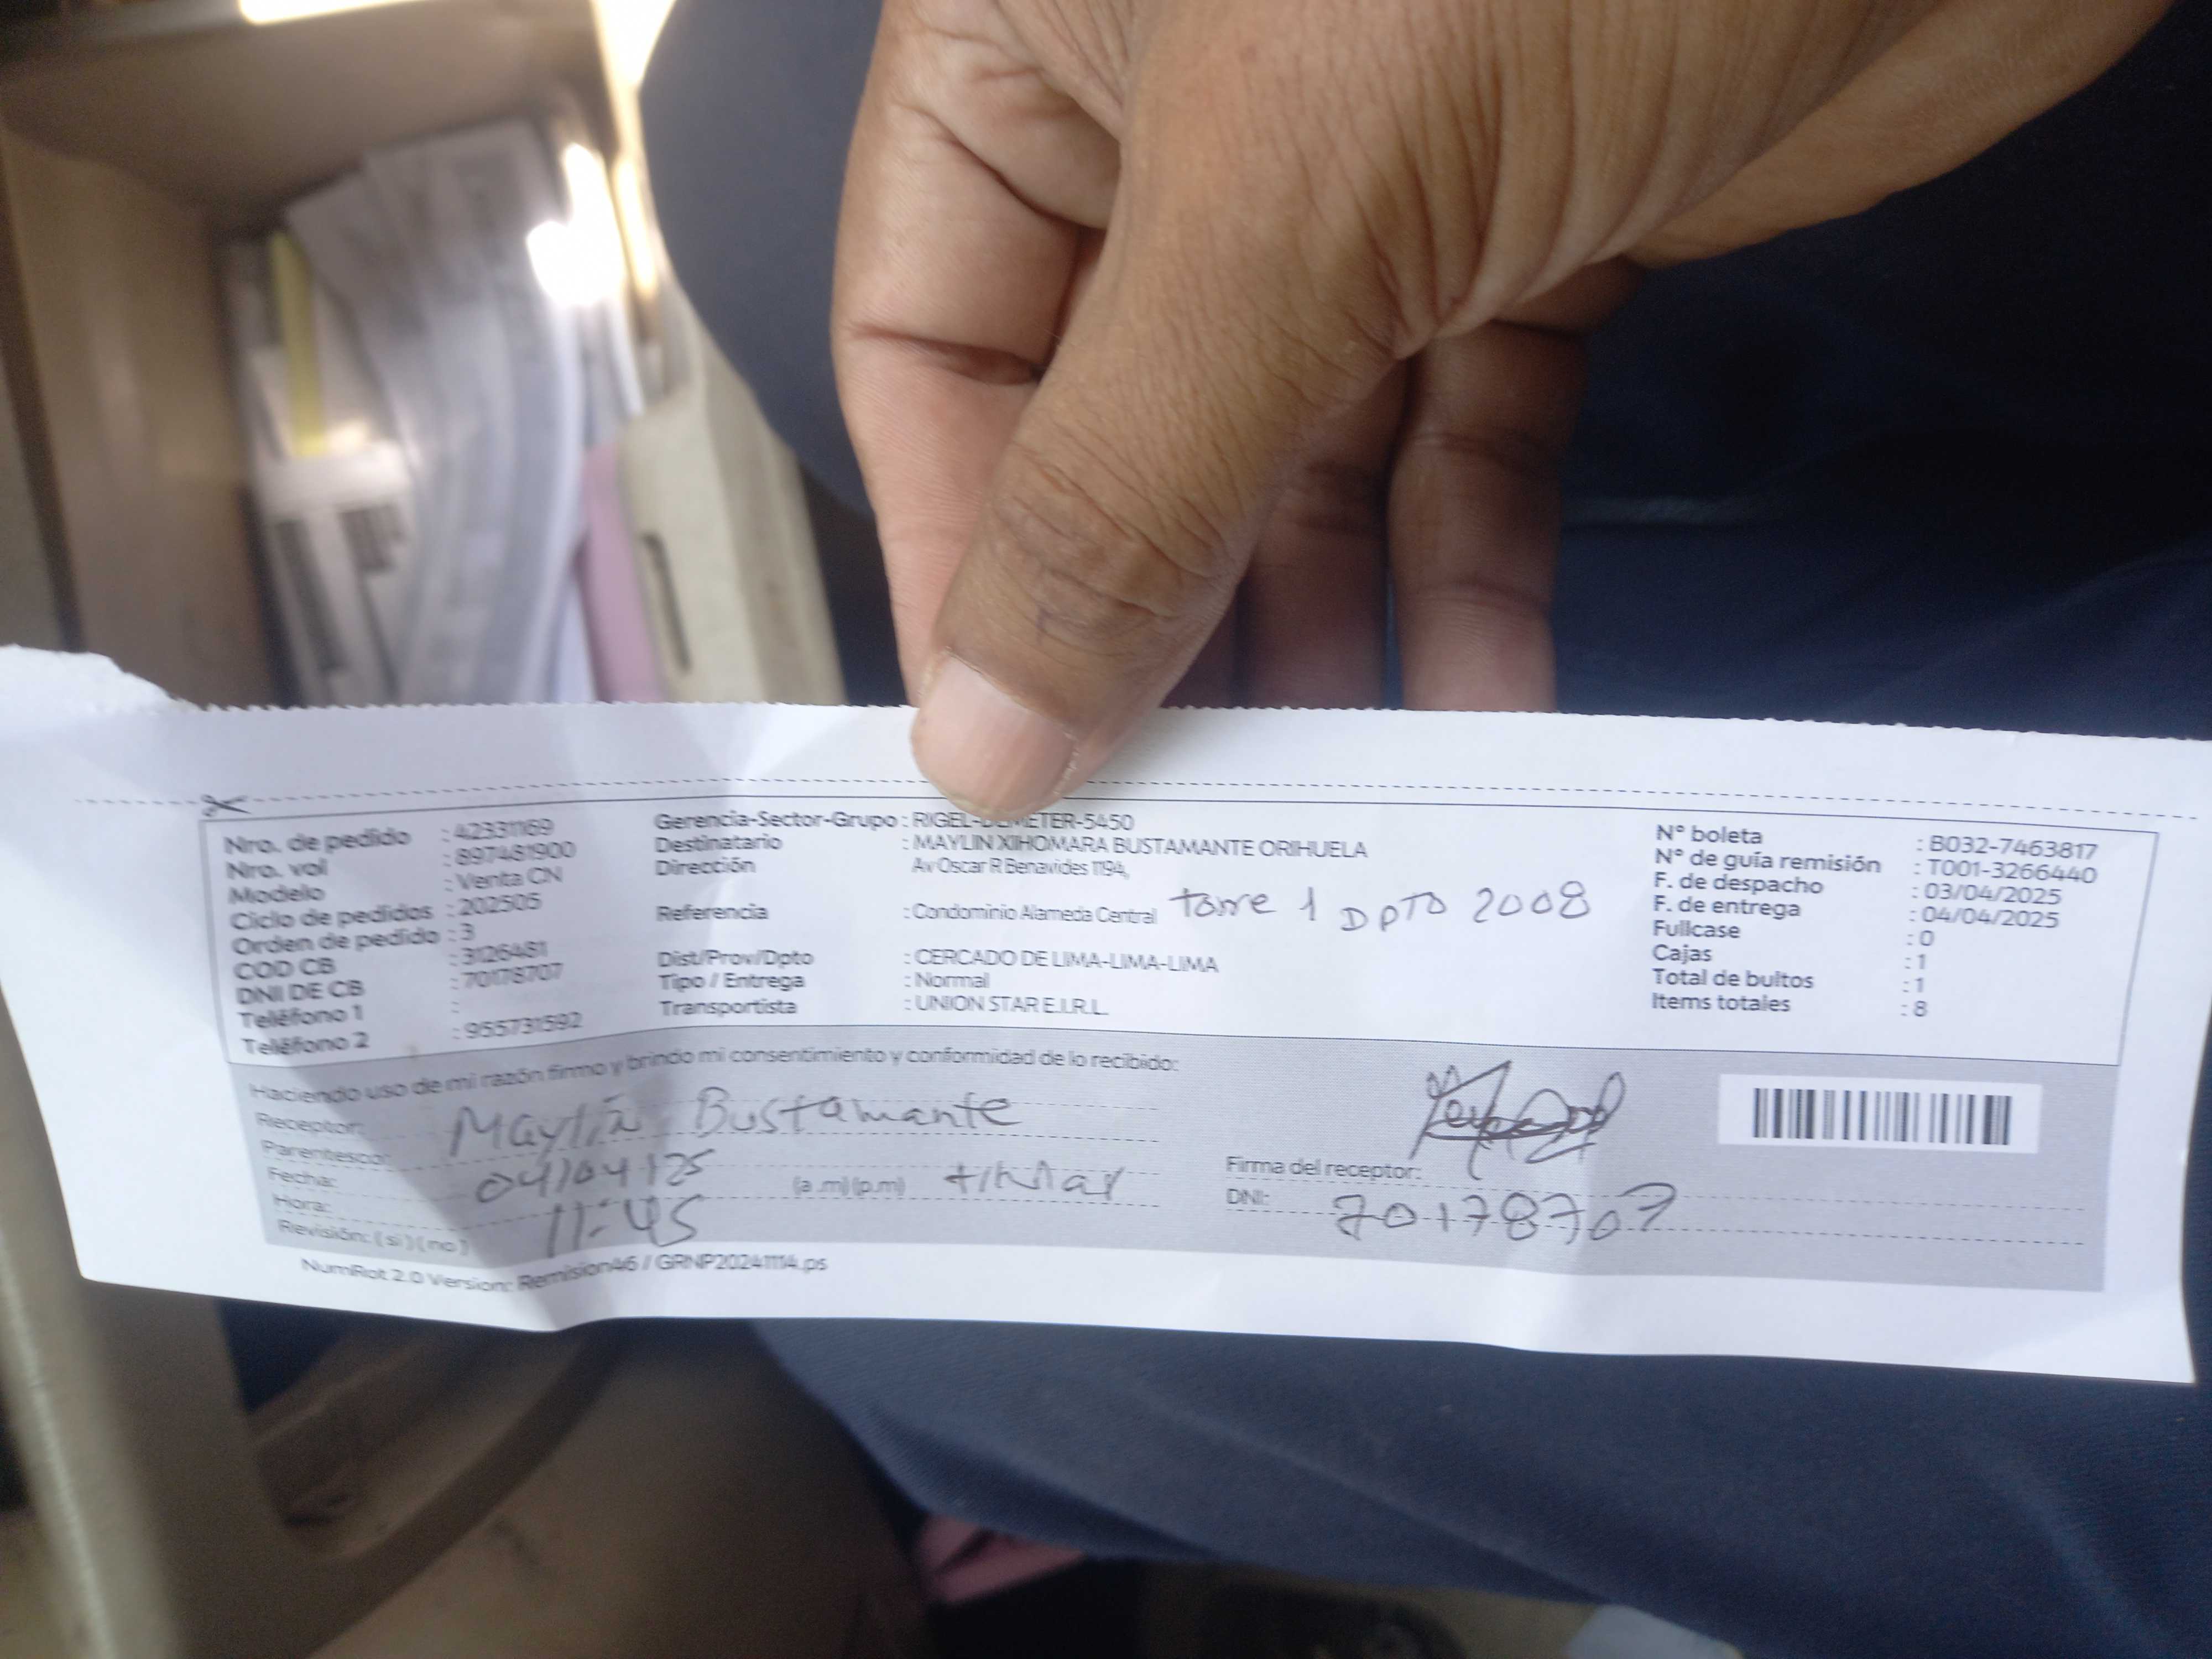 Nro. de pedido : 42331169
Nro. vol : 897481900
Modelo : Venta CN
Ciclo de pedidos : 202505
Orden de pedido : 3
COD CB : 3126481
DNI DE CB : 70178707
Teléfono 1 :
Teléfono 2 : 955731592
Gerencia-Sector-Grupo : RIGEL-DEMETER-5450
Destinatario : MAYLIN XIHOMARA BUSTAMANTE ORIHUELA
Dirección Av Oscar R Benavides 1194,
Referencia : Condominio Alameda Central torre 1 DPTO 2008
Dist/Prov/Dpto : CERCADO DE LIMA-LIMA-LIMA
Tipo / Entrega : Normal
Transportista : UNION STAR E.I.R.L.
N° boleta : B032-7463817
N° de guía remisión : T001-3266440
F. de despacho : 03/04/2025
F. de entrega : 04/04/2025
Fullcase : 0
Cajas : 1
Total de bultos : 1
Items totales : 8
Haciendo uso de mi razón firmo y brindo mi consentimiento y conformidad de lo recibido:
Receptor: Maylin Bustamante
Parentesco:
Fecha: 04/04/25 (a .m) (p.m) titular
Hora: 11:45
Revisión: ( si ) ( no )
Firma del receptor:
DNI: 70178707
NumRot 2.0 Version: Remision46 / GRNP20241114.ps